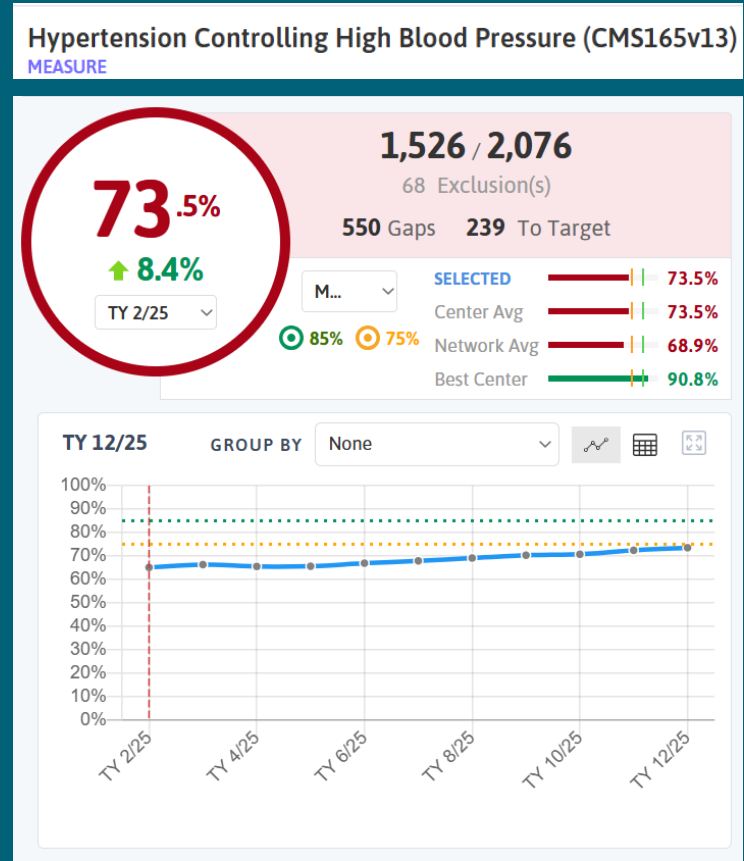 Hypertension Controlling High Blood Pressure (CMS165v13)
MEASURE
73.5%
8.4%
TY 2/25
1,526 / 2,076
68 Exclusion(s)
550 Gaps 239 To Target
M...
85% 75%
SELECTED 73.5%
Center Avg 73.5%
Network Avg 68.9%
Best Center 90.8%
TY 12/25 GROUP BY None
100%
90%
80%
70%
60%
50%
40%
30%
20%
10%
0%
TY 2/25 TY 4/25 TY 6/25 TY 8/25 TY 10/25 TY 12/25